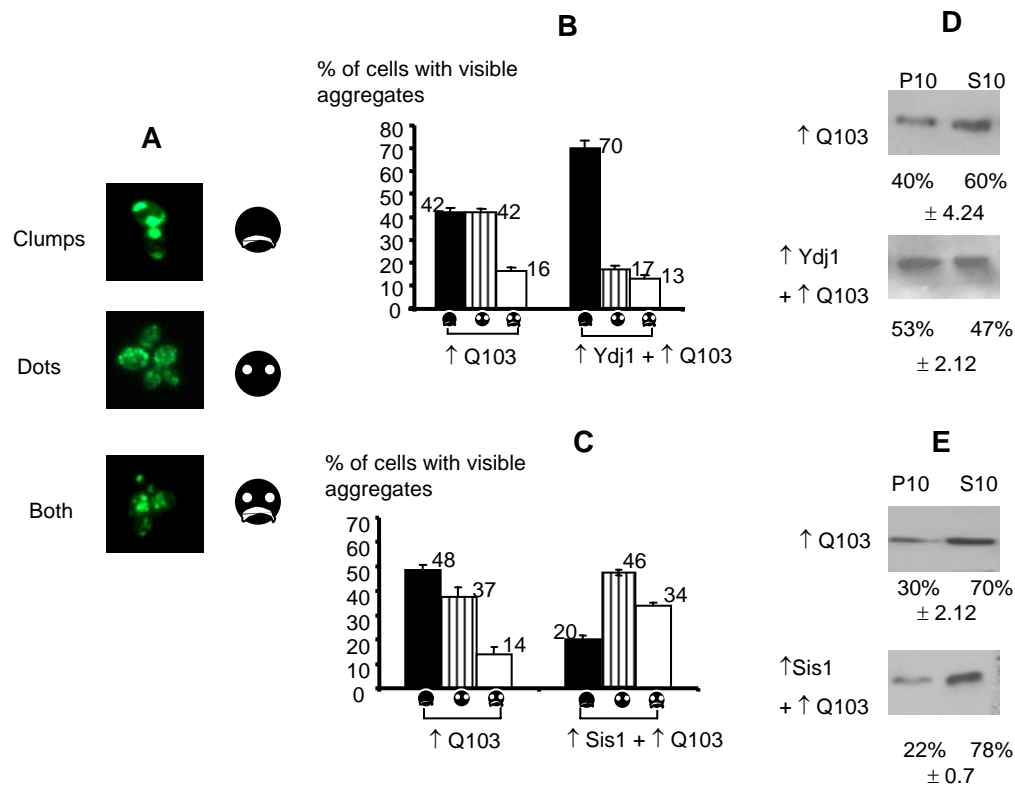 A
Clumps
Dots
Both
B
% of cells with visible
aggregates
80
70
60
50
40
30
20
10
0
42
42
16
70
17
13
↑ Q103
↑ Ydj1 + ↑ Q103
C
% of cells with visible
aggregates
70
60
50
40
30
20
10
0
48
37
14
20
46
34
↑ Q103
↑ Sis1 + ↑ Q103
D
P10 S10
↑ Q103
40% 60%
± 4.24
↑ Ydj1
+ ↑ Q103
53% 47%
± 2.12
E
P10 S10
↑ Q103
30% 70%
± 2.12
↑Sis1
+ ↑ Q103
22% 78%
± 0.7